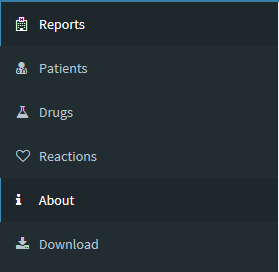 Reports
Patients
Drugs
Reactions
About
Download